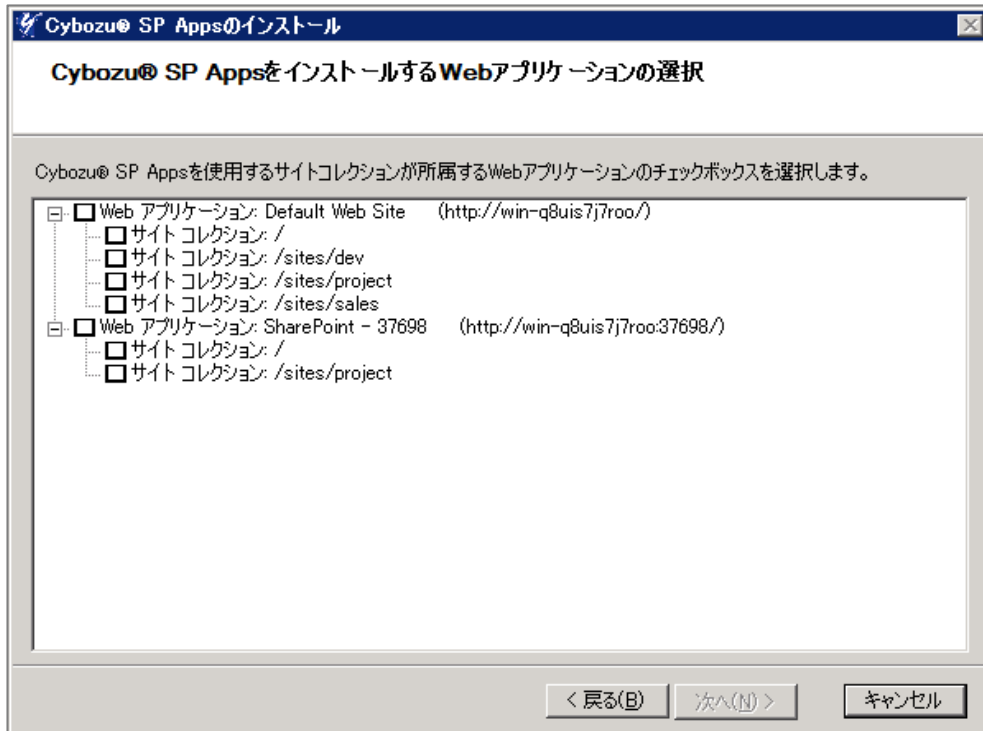 Cybozu® SP Appsのインストール
Cybozu® SP AppsをインストールするWebアプリケーションの選択
Cybozu® SP Appsを使用するサイトコレクションが所属するWebアプリケーションのチェックボックスを選択します。
Web アプリケーション: Default Web Site (http://win-q8uis7j7roo/)
サイト コレクション: /
サイト コレクション: /sites/dev
サイト コレクション: /sites/project
サイト コレクション: /sites/sales
Web アプリケーション: SharePoint - 37698 (http://win-q8uis7j7roo:37698/)
サイト コレクション: /
サイト コレクション: /sites/project
< 戻る(B) 次へ(N) > キャンセル